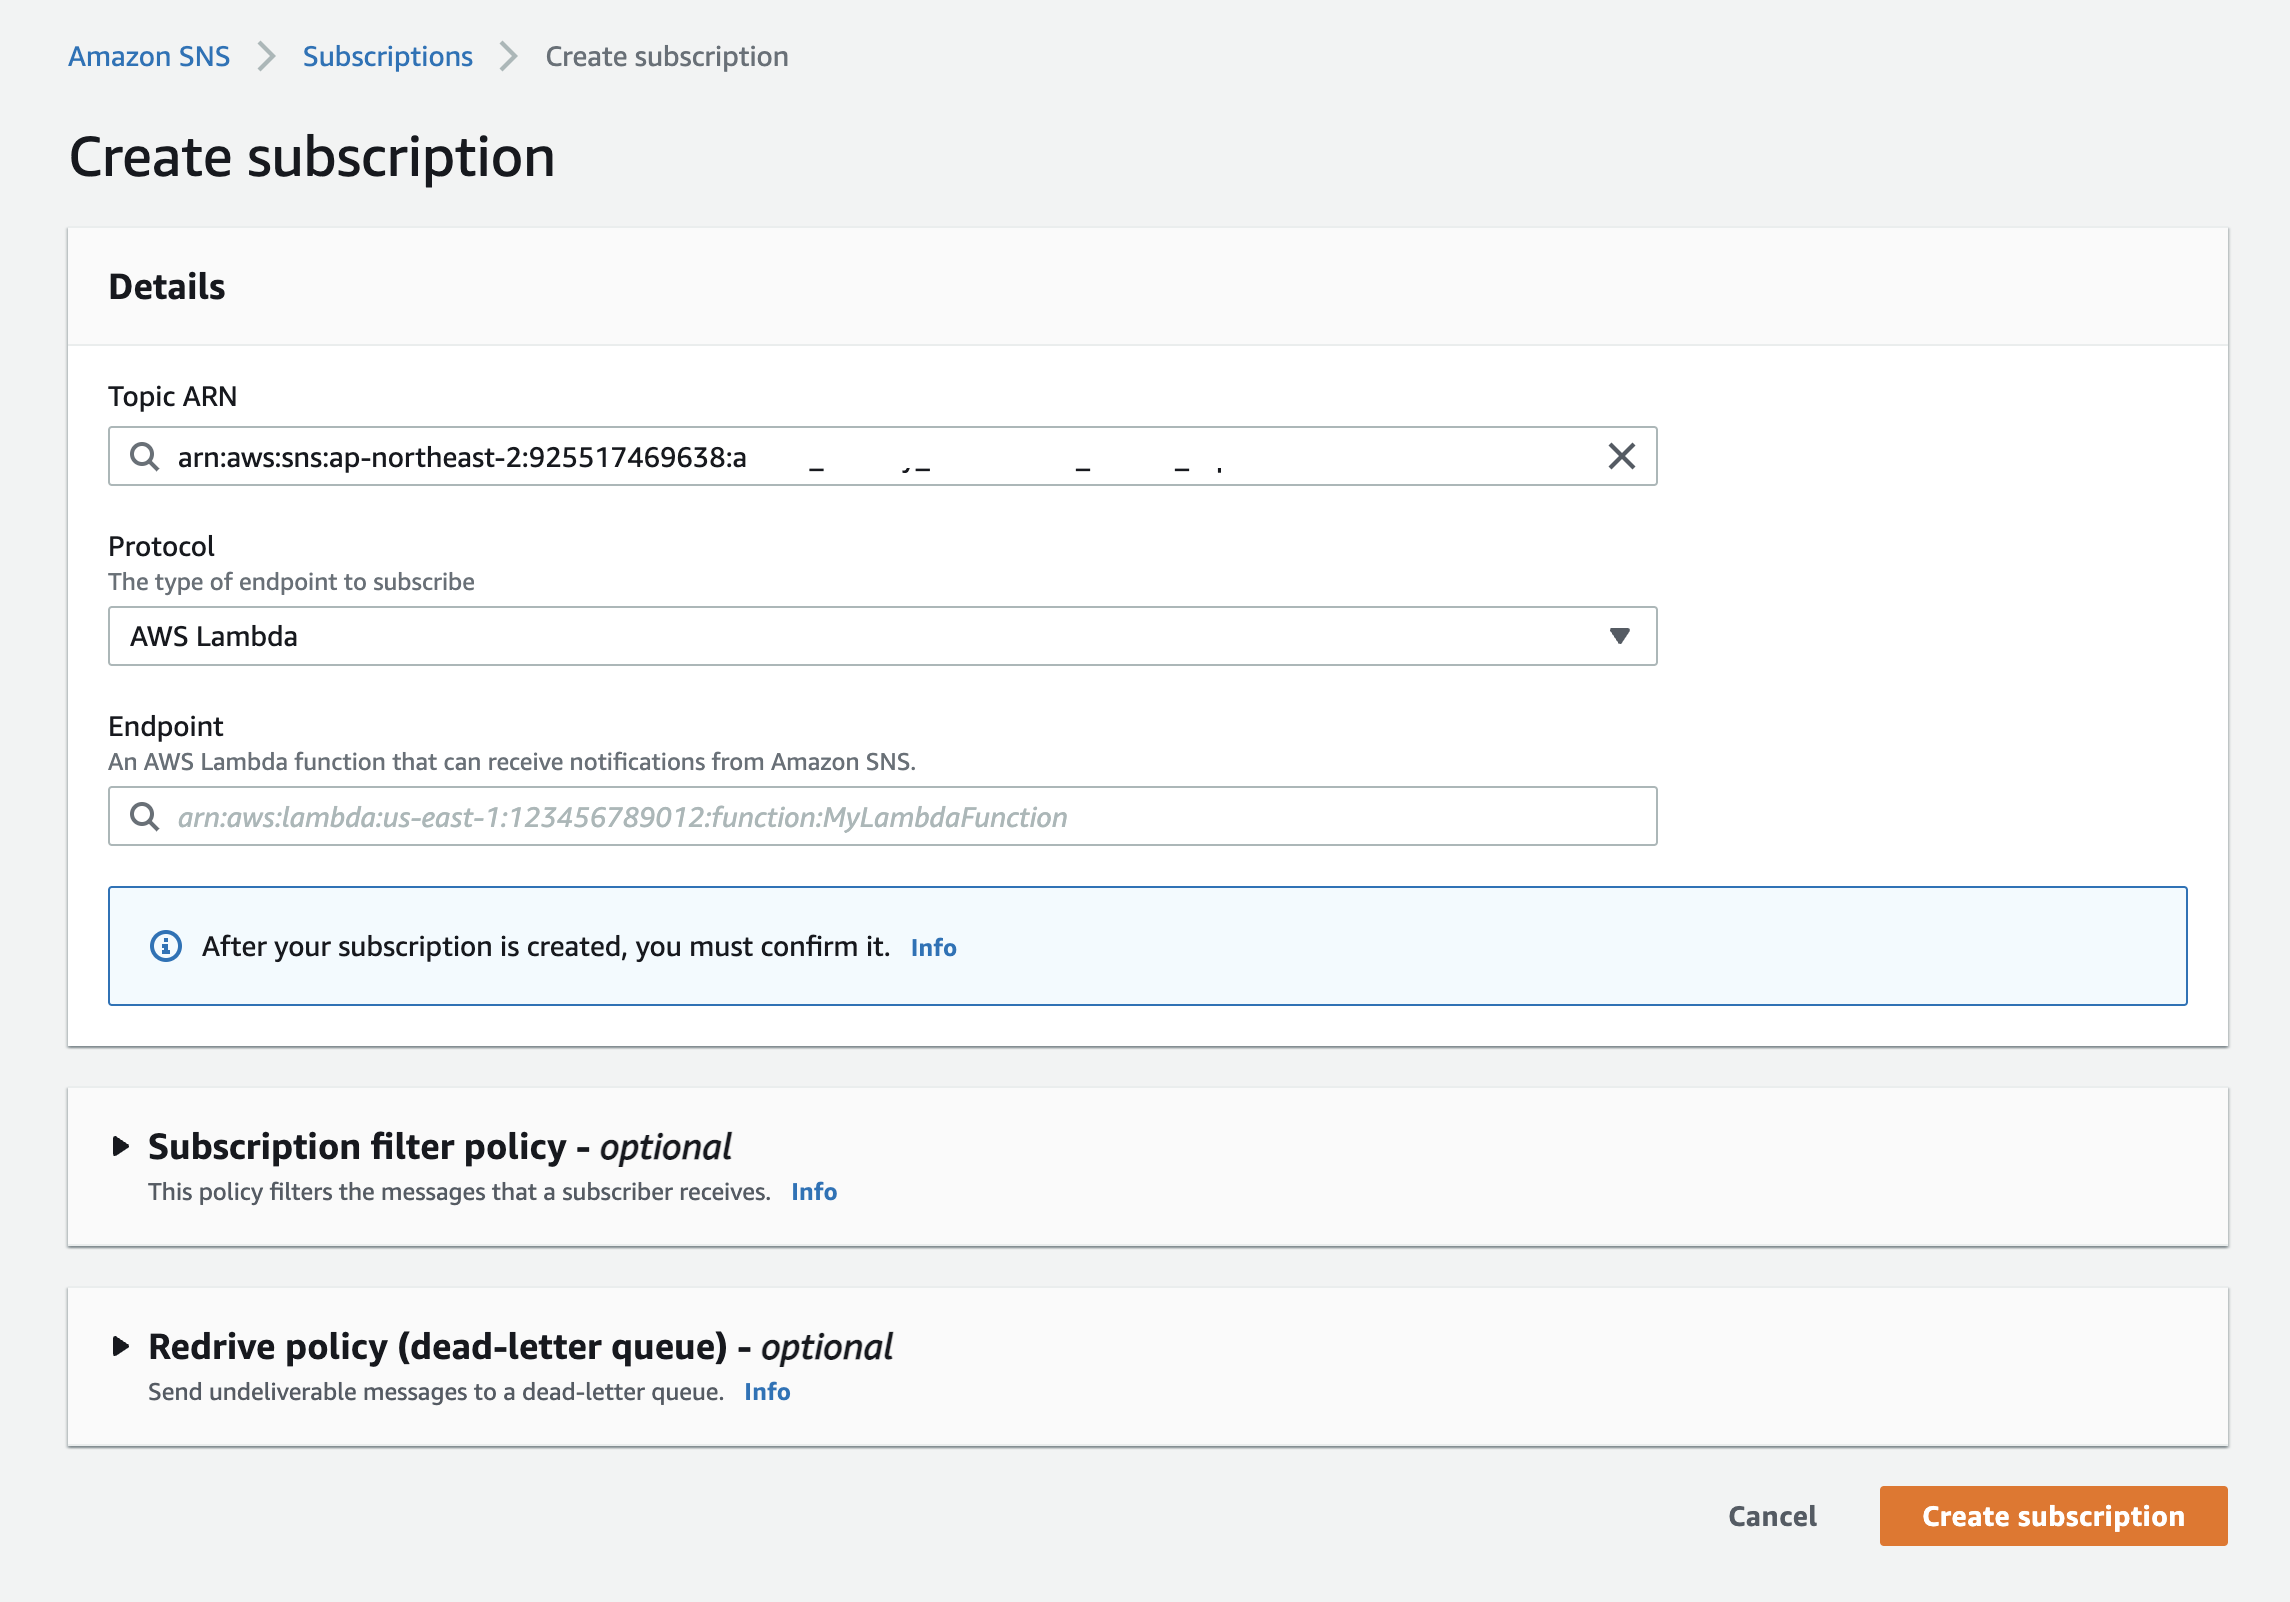 Amazon SNS > Subscriptions > Create subscription
Create subscription
Details
Topic ARN
arn:aws:sns:ap-northeast-2:925517469638:a
Protocol
The type of endpoint to subscribe
AWS Lambda
Endpoint
An AWS Lambda function that can receive notifications from Amazon SNS.
arn:aws:lambda:us-east-1:123456789012:function:MyLambdaFunction
After your subscription is created, you must confirm it. Info
Subscription filter policy - optional
This policy filters the messages that a subscriber receives. Info
Redrive policy (dead-letter queue) - optional
Send undeliverable messages to a dead-letter queue. Info
Cancel Create subscription